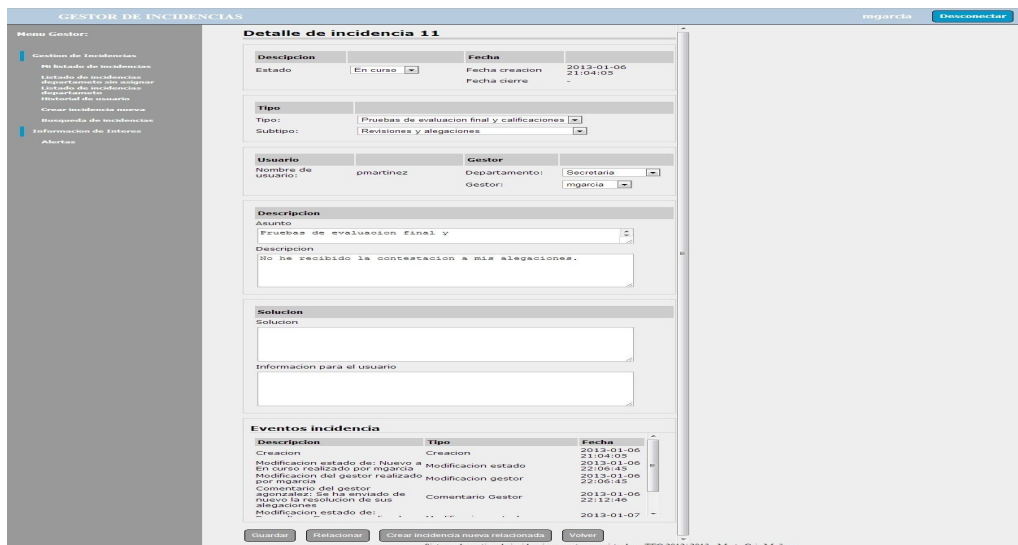 GESTOR DE INCIDENCIAS
mgarcia
Desconectar
Menu Gestor:
Gestion de Incidencias
Mi listado de incidencias
Listado de incidencias
departameto sin asignar
Listado de incidencias
departameto
Historial de usuario
Crear incidencia nueva
Busqueda de incidencias
Informacion de Interes
Alertas
Detalle de incidencia 11
Descipcion Fecha
Estado En curso Fecha creacion 2013-01-06 21:04:05
Fecha cierre -
Tipo
Tipo: Pruebas de evaluacion final y calificaciones
Subtipo: Revisiones y alegaciones
Usuario Gestor
Nombre de usuario: pmartinez Departamento: Secretaria
Gestor: mgarcia
Descripcion
Asunto
Pruebas de evaluacion final y
Descripcion
No he recibido la contestacion a mis alegaciones.
Solucion
Solucion
Informacion para el usuario
Eventos incidencia
Descripcion Tipo Fecha
Creacion Creacion 2013-01-06 21:04:05
Modificacion estado de: Nuevo a En curso realizado por mgarcia Modificacion estado 2013-01-06 22:06:45
Modificacion del gestor realizado por mgarcia Modificacion gestor 2013-01-06 22:06:45
Comentario del gestor agonzalez: Se ha enviado de nuevo la resolucion de sus alegaciones Comentario Gestor 2013-01-06 22:12:46
Modificacion estado de: 2013-01-07
Guardar Relacionar Crear incidencia nueva relacionada Volver